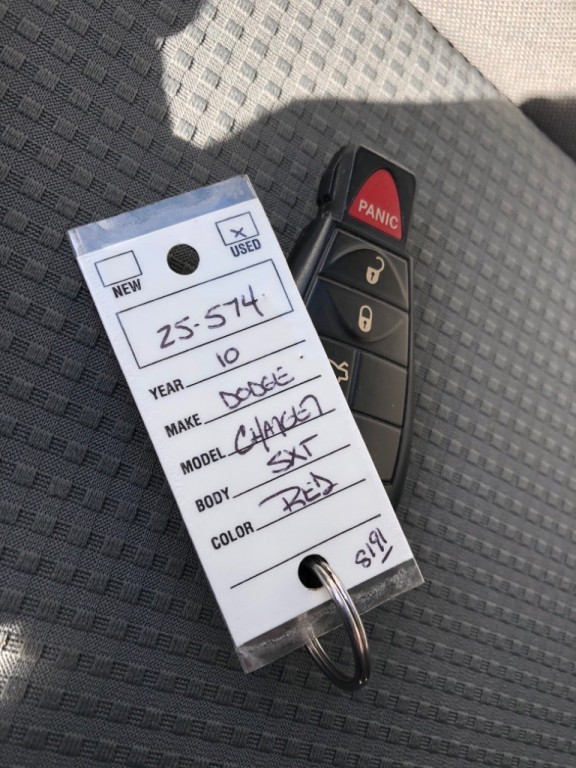 PANIC
X
USED
NEW
25-574
YEAR 10
MAKE DODGE
MODEL CHARGER
BODY SXT
COLOR RED
8191